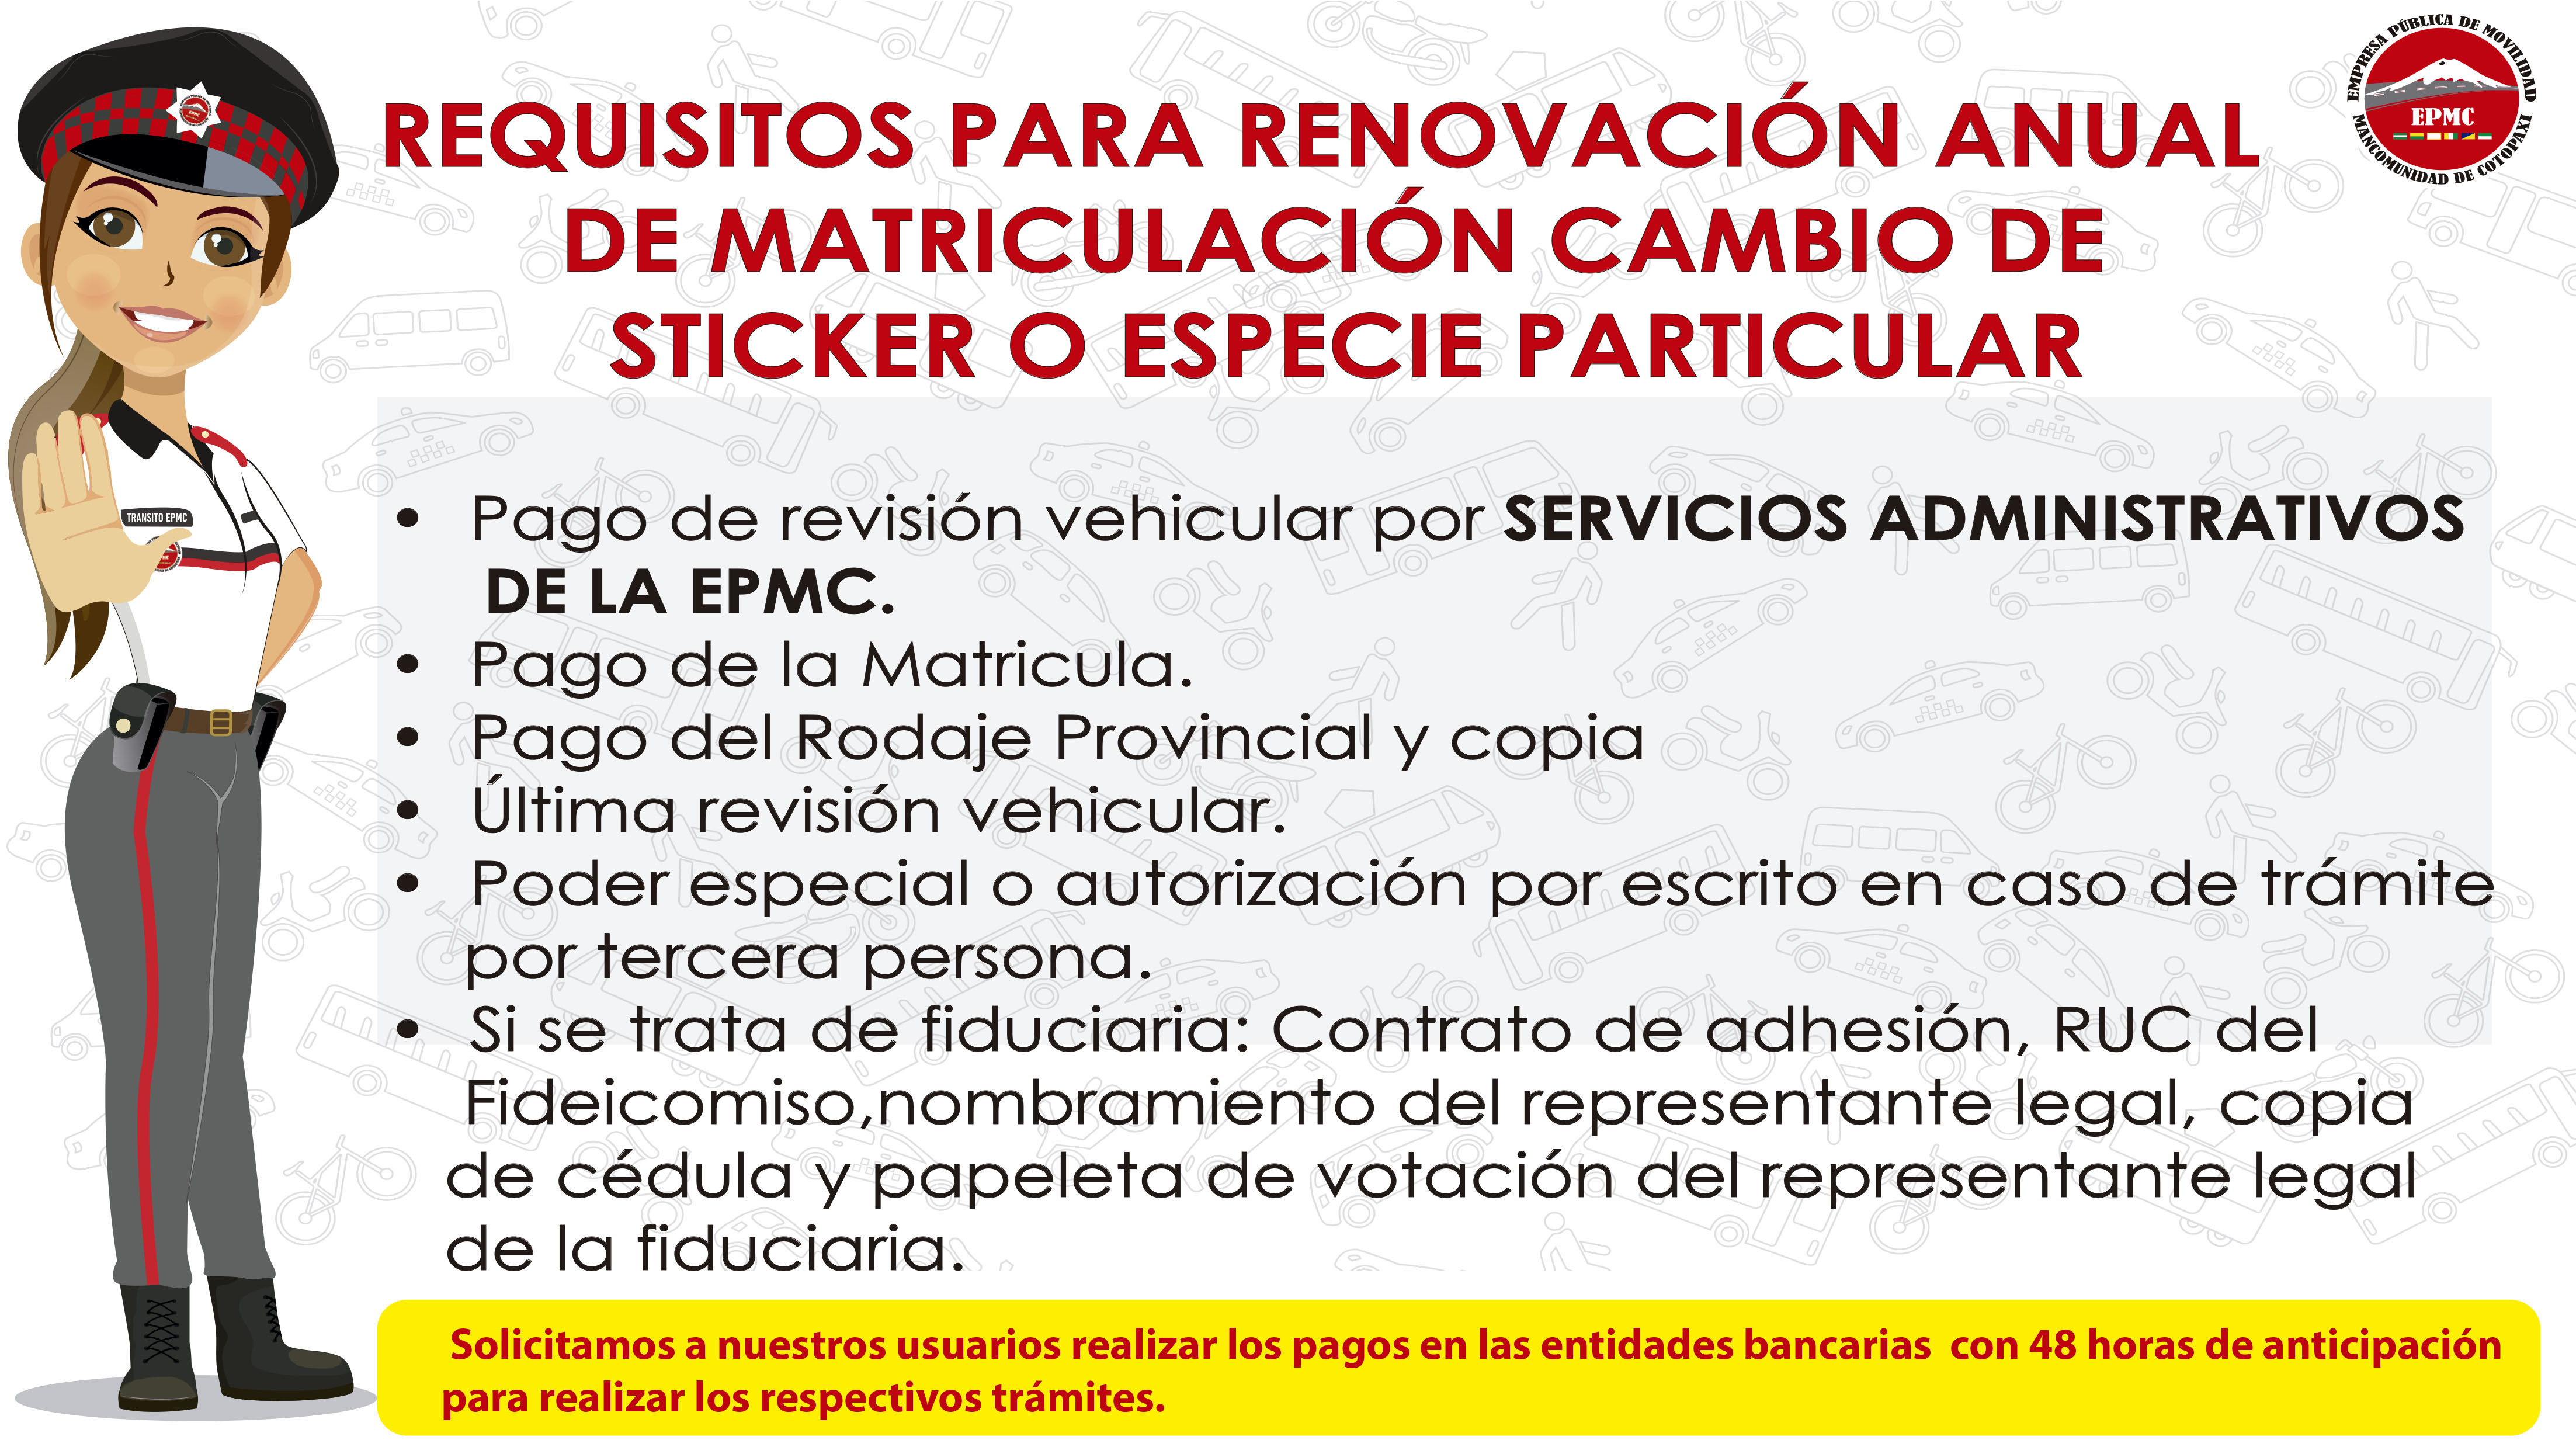 EMPRESA PÚBLICA DE MOVILIDAD
EPMC
MANCOMUNIDAD DE COTOPAXI
REQUISITOS PARA RENOVACIÓN ANUAL
DE MATRICULACIÓN CAMBIO DE
STICKER O ESPECIE PARTICULAR
EPMC
TRANSITO EPMC
• Pago de revisión vehicular por SERVICIOS ADMINISTRATIVOS
DE LA EPMC.
• Pago de la Matricula.
• Pago del Rodaje Provincial y copia
• Última revisión vehicular.
• Poder especial o autorización por escrito en caso de trámite
por tercera persona.
• Si se trata de fiduciaria: Contrato de adhesión, RUC del
Fideicomiso,nombramiento del representante legal, copia
de cédula y papeleta de votación del representante legal
de la fiduciaria.
Solicitamos a nuestros usuarios realizar los pagos en las entidades bancarias con 48 horas de anticipación
para realizar los respectivos trámites.